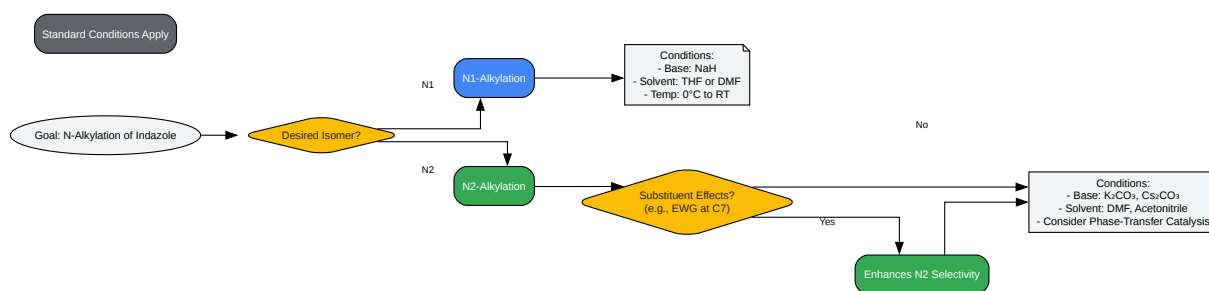 Standard Conditions Apply
Goal: N-Alkylation of Indazole
Desired Isomer?
N1
N1-Alkylation
Conditions:
- Base: NaH
- Solvent: THF or DMF
- Temp: 0°C to RT
N2
N2-Alkylation
Substituent Effects?
(e.g., EWG at C7)
No
Yes
Enhances N2 Selectivity
Conditions:
- Base: K₂CO₃, Cs₂CO₃
- Solvent: DMF, Acetonitrile
- Consider Phase-Transfer Catalysis